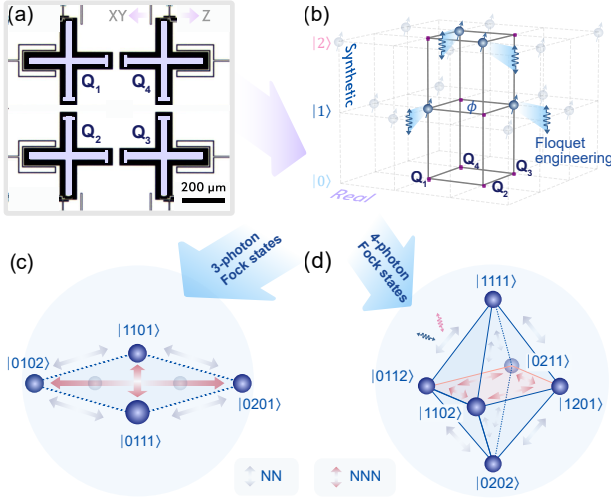 (a)
XY
Z
Q₁
Q₄
Q₂
Q₃
200 μm
(b)
|2⟩
|1⟩
|0⟩
Synthetic
Real
ϕ
Floquet
engineering
Q₁
Q₂
Q₃
Q₄
3-photon
Fock states
4-photon
Fock states
(c)
|1101⟩
|0102⟩
|0201⟩
|0111⟩
(d)
|1111⟩
|0211⟩
|0112⟩
|1102⟩
|1201⟩
|0202⟩
NN
NNN